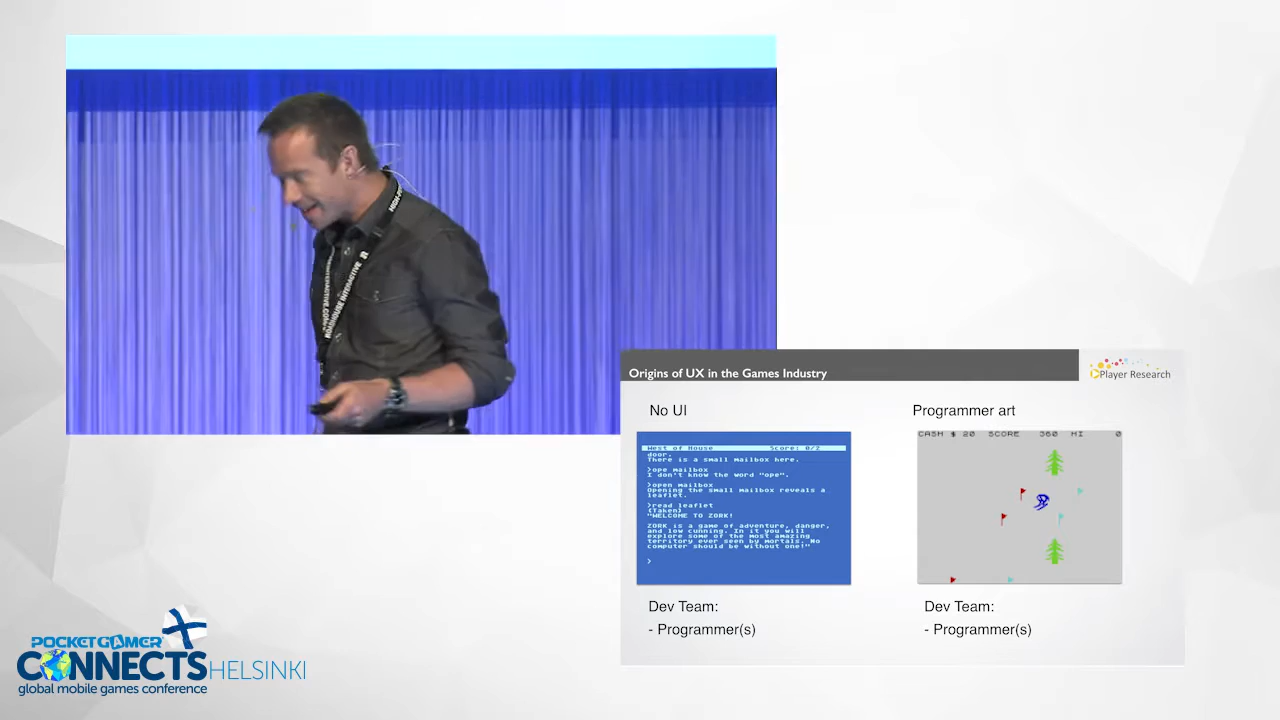 HIGH-
ROADHOUSE INTERACTIVE
Origins of UX in the Games Industry
Player Research
No UI
Programmer art
West of House Score: 0/2
door.
There is a small mailbox here.
>ope mailbox
I don't know the word "ope".
>open mailbox
Opening the small mailbox reveals a
leaflet.
>read leaflet
(Taken)
"WELCOME TO ZORK!
ZORK is a game of adventure, danger,
and low cunning. In it you will
explore some of the most amazing
territory ever seen by mortals. No
computer should be without one!"
>
CASH $ 20 SCORE 360 HI 0
Dev Team:
- Programmer(s)
Dev Team:
- Programmer(s)
POCKET GAMER
CONNECTS HELSINKI
global mobile games conference